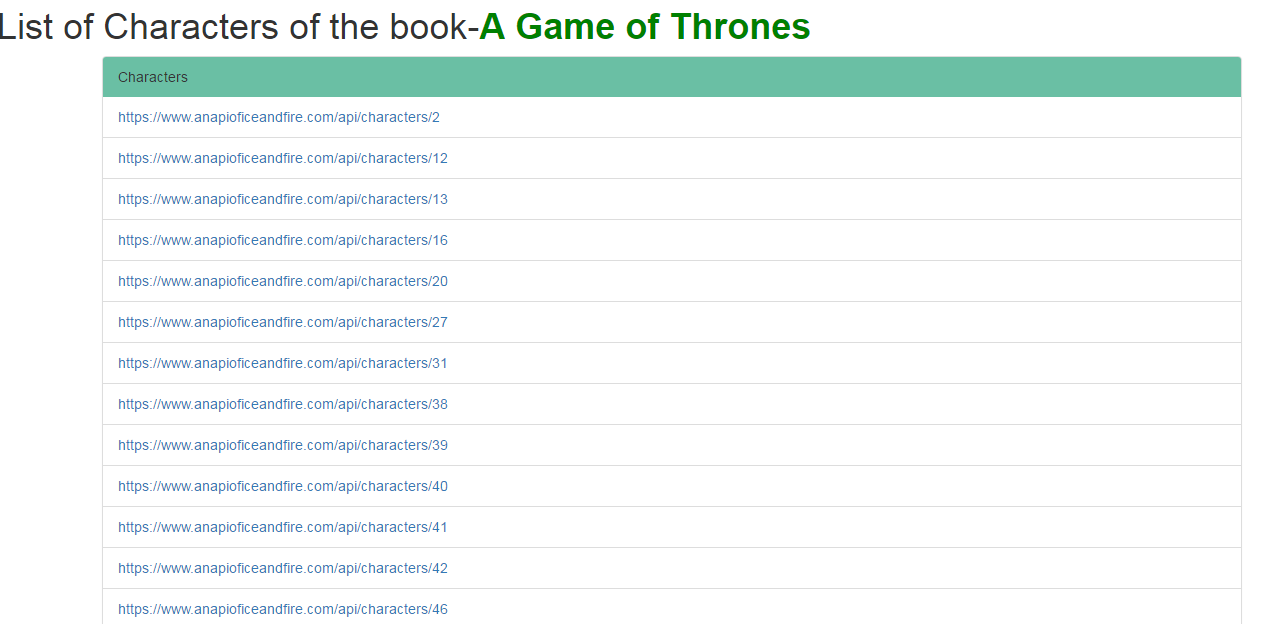 List of Characters of the book-A Game of Thrones
Characters
https://www.anapioficeandfire.com/api/characters/2
https://www.anapioficeandfire.com/api/characters/12
https://www.anapioficeandfire.com/api/characters/13
https://www.anapioficeandfire.com/api/characters/16
https://www.anapioficeandfire.com/api/characters/20
https://www.anapioficeandfire.com/api/characters/27
https://www.anapioficeandfire.com/api/characters/31
https://www.anapioficeandfire.com/api/characters/38
https://www.anapioficeandfire.com/api/characters/39
https://www.anapioficeandfire.com/api/characters/40
https://www.anapioficeandfire.com/api/characters/41
https://www.anapioficeandfire.com/api/characters/42
https://www.anapioficeandfire.com/api/characters/46